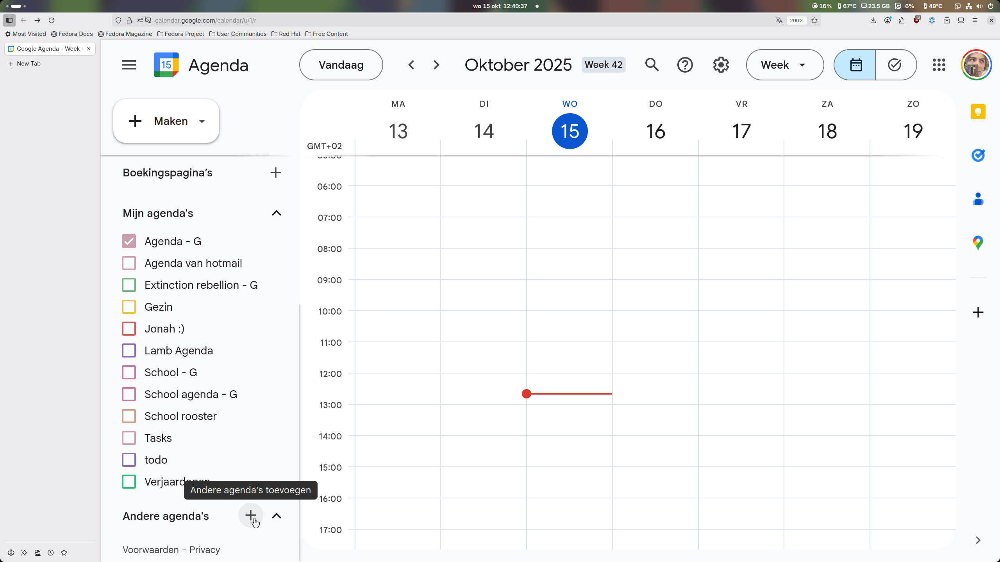 wo 15 okt 12:40:37
16% 67°C 23.5 GB 6% 49°C
calendar.google.com/calendar/u/1/r
200%
19
Most Visited Fedora Docs Fedora Magazine Fedora Project User Communities Red Hat Free Content
Google Agenda - Week
New Tab
15 Agenda
Vandaag
Oktober 2025 Week 42
Week
Maken
MA DI WO DO VR ZA ZO
13 14 15 16 17 18 19
GMT+02
Boekingspagina’s
Mijn agenda's
Agenda - G
Agenda van hotmail
Extinction rebellion - G
Gezin
Jonah :)
Lamb Agenda
School - G
School agenda - G
School rooster
Tasks
todo
Andere agenda's toevoegen
Andere agenda's
Voorwaarden – Privacy
06:00
07:00
08:00
09:00
10:00
11:00
12:00
13:00
14:00
15:00
16:00
17:00